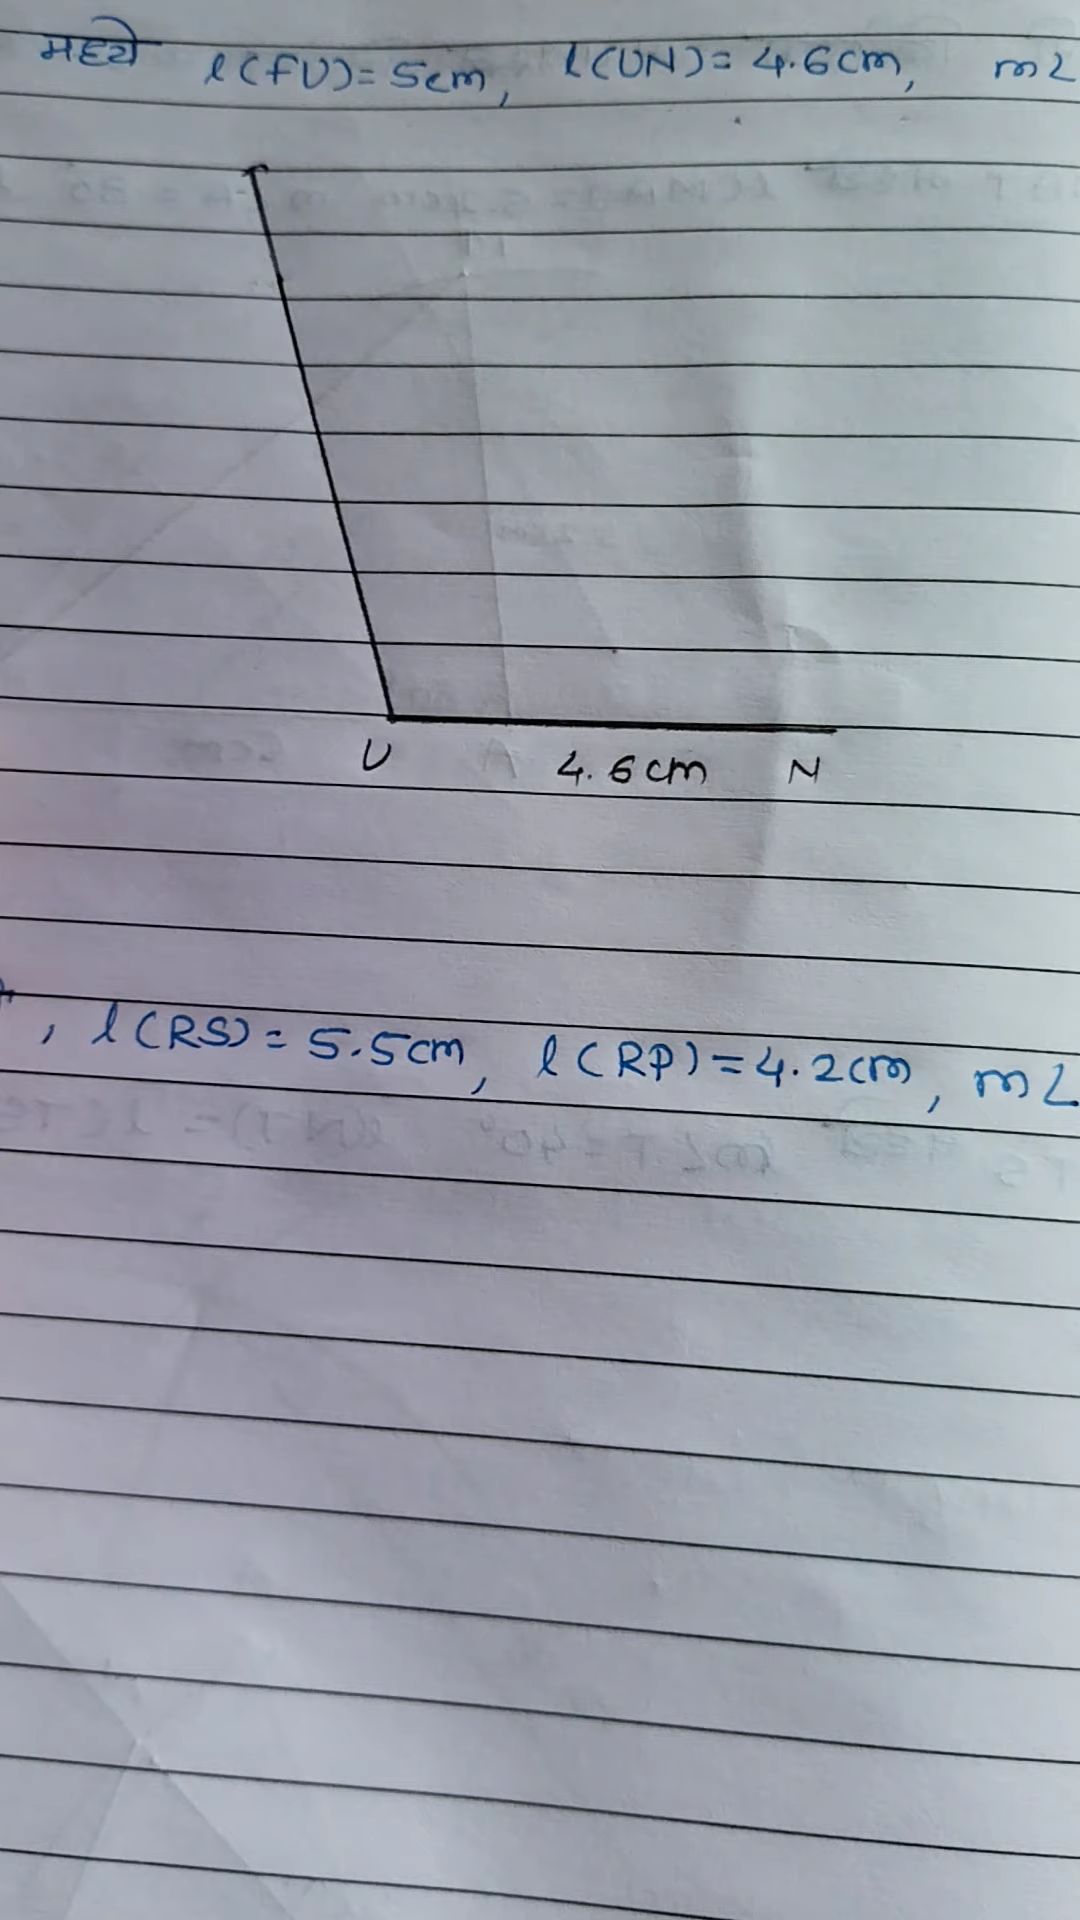 मध्ये l(FU)=5cm, l(UN)=4.6cm, m∠
U 4.6cm N
, l(RS)=5.5cm, l(RP)=4.2cm, m∠